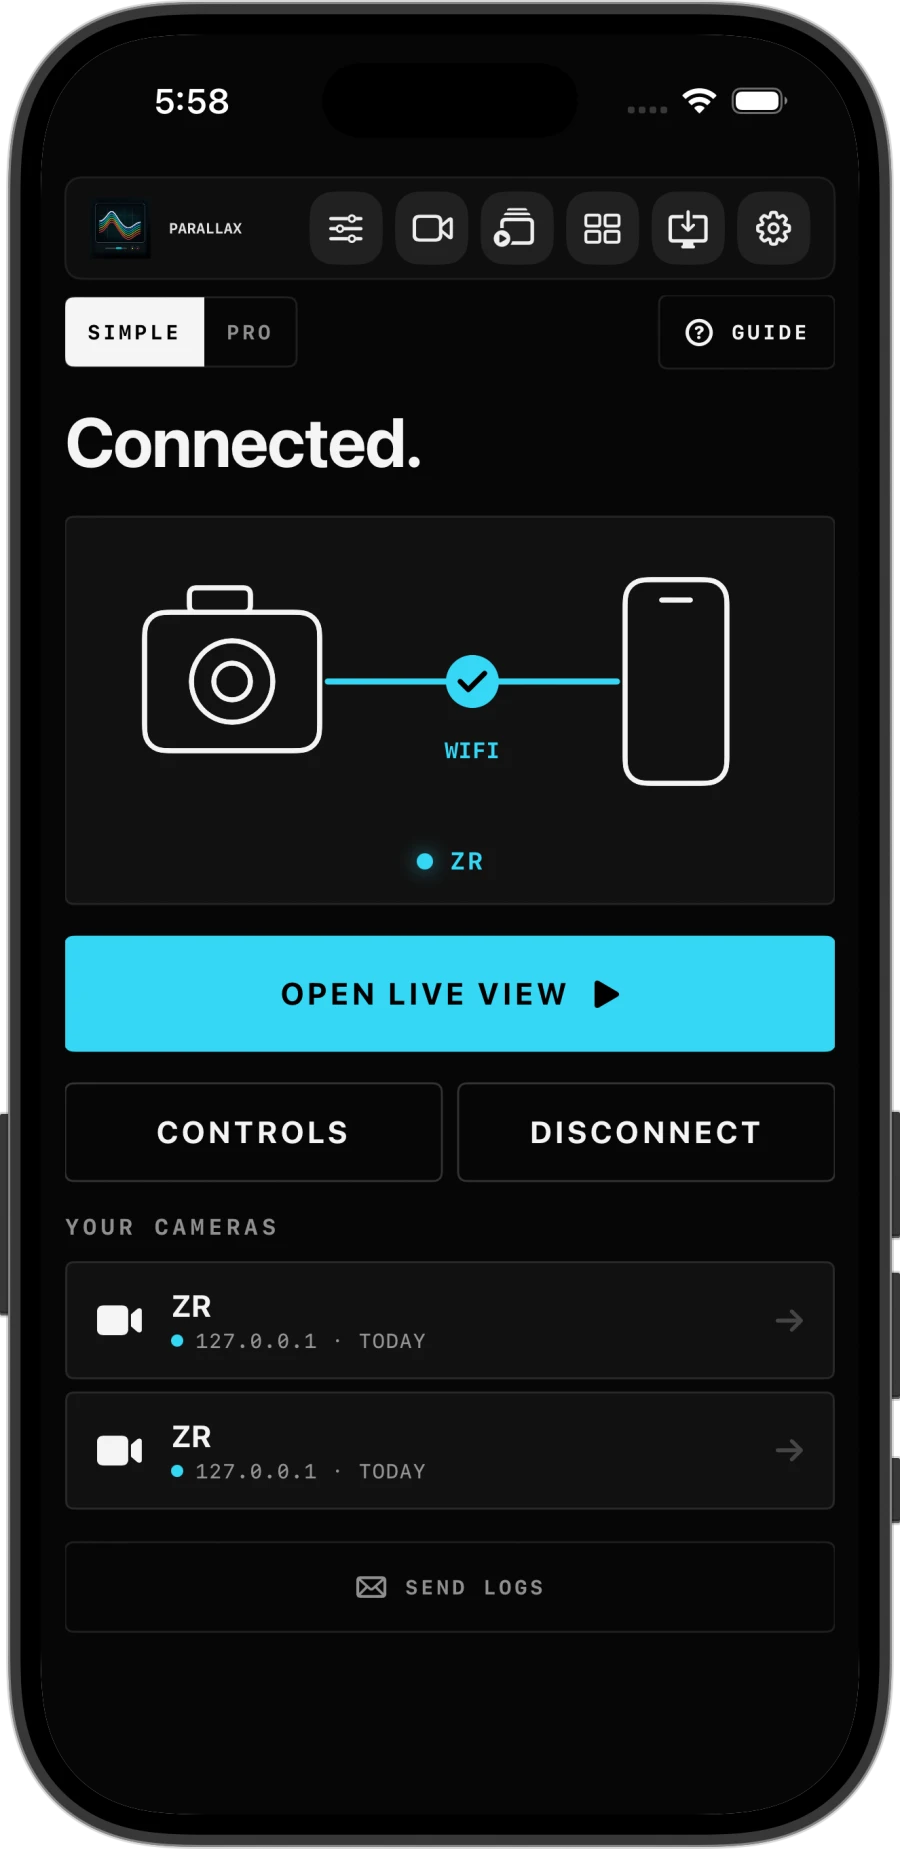 5:58
PARALLAX
SIMPLE PRO GUIDE
Connected.
WIFI
ZR
OPEN LIVE VIEW
CONTROLS DISCONNECT
YOUR CAMERAS
ZR
127.0.0.1 · TODAY
ZR
127.0.0.1 · TODAY
SEND LOGS